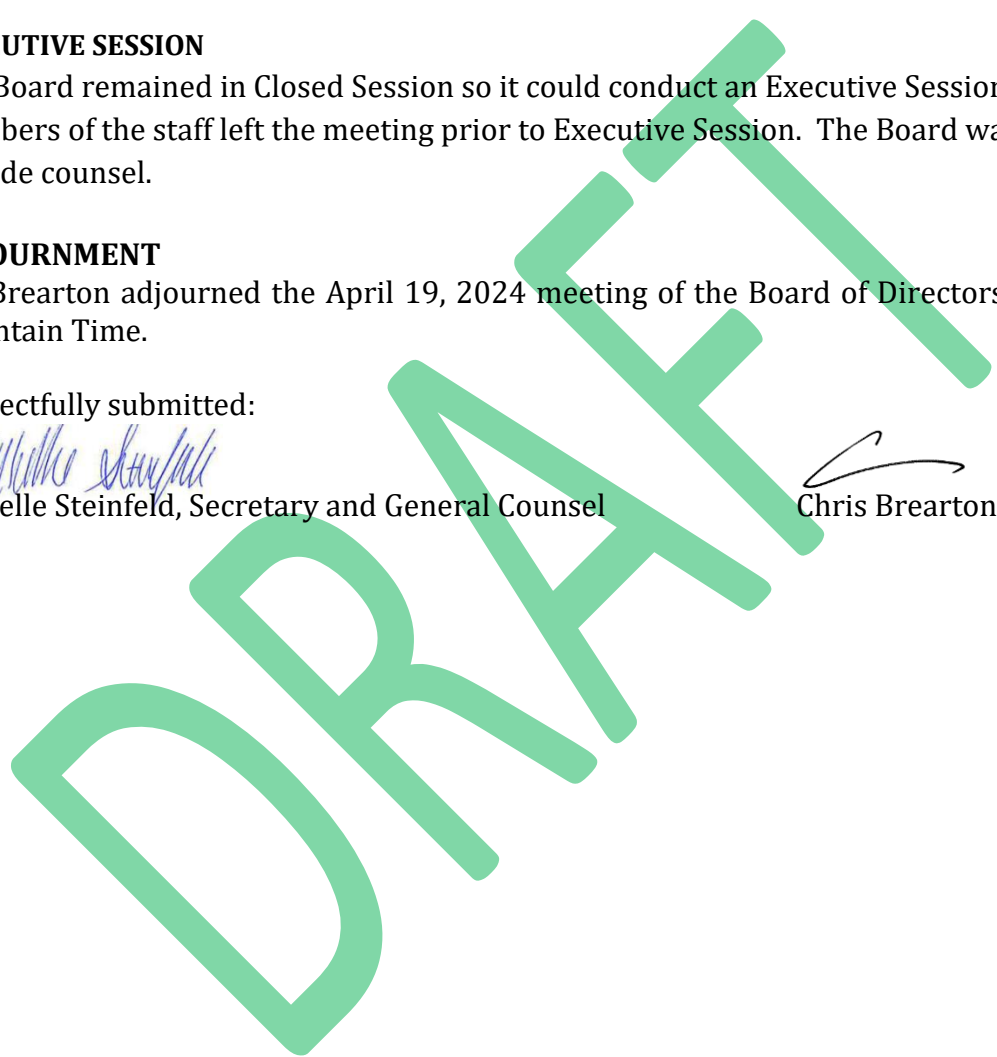 UTIVE SESSION
Board remained in Closed Session so it could conduct an Executive Session
bers of the staff left the meeting prior to Executive Session.  The Board wa
de counsel.
OURNMENT
Brearton adjourned the April 19, 2024 meeting of the Board of Directors
ntain Time.
ectfully submitted:
elle Steinfeld, Secretary and General Counsel
Chris Brearton
DRAFT